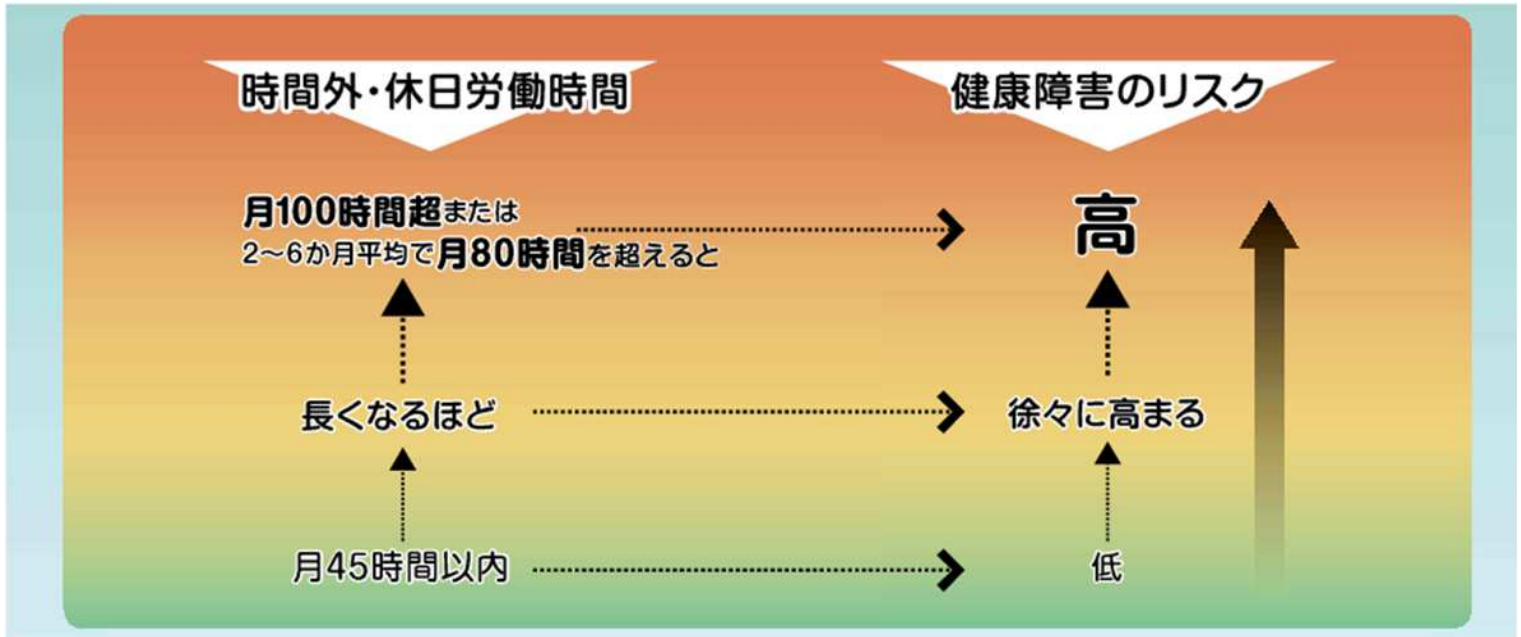 時間外・休日労働時間
健康障害のリスク
月100時間超または
2〜6か月平均で月80時間を超えると
高
長くなるほど
徐々に高まる
月45時間以内
低